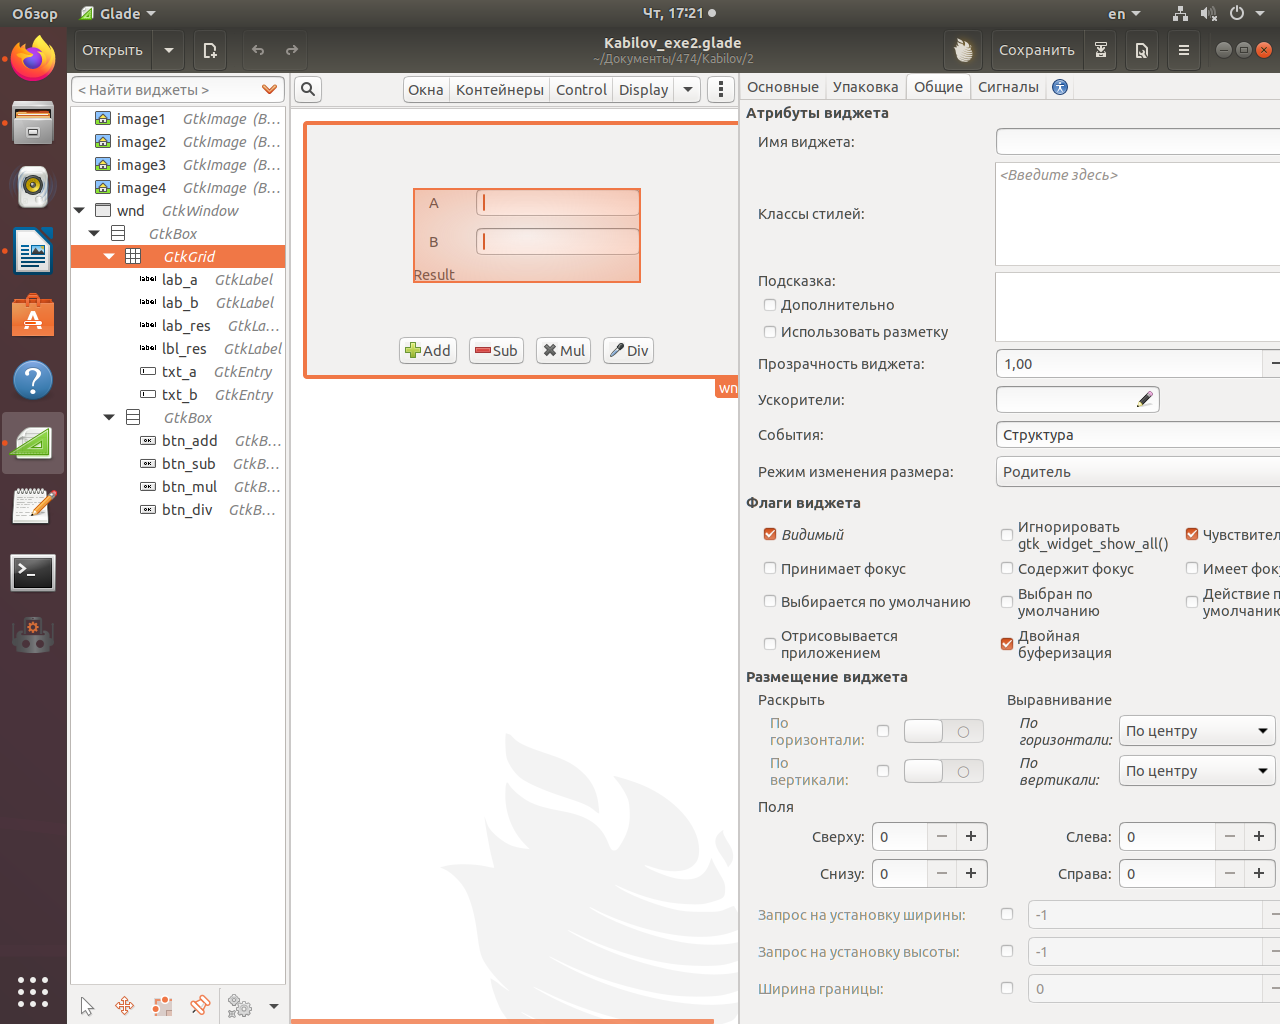 Обзор
Glade
Чт, 17:21
en
Открыть
Kabilov_exe2.glade
~/Документы/474/Kabilov/2
Сохранить
< Найти виджеты >
Окна
Контейнеры
Control
Display
Основные
Упаковка
Общие
Сигналы
image1 GtkImage (B...
image2 GtkImage (B...
image3 GtkImage (B...
image4 GtkImage (B...
wnd GtkWindow
GtkBox
GtkGrid
lab_a GtkLabel
lab_b GtkLabel
lab_res GtkLa...
lbl_res GtkLabel
txt_a GtkEntry
txt_b GtkEntry
GtkBox
btn_add GtkB...
btn_sub GtkB...
btn_mul GtkB...
btn_div GtkB...
A
B
Result
Add
Sub
Mul
Div
wn
Атрибуты виджета
Имя виджета:
<Введите здесь>
Классы стилей:
Подсказка:
Дополнительно
Использовать разметку
Прозрачность виджета:
1,00
Ускорители:
События:
Структура
Режим изменения размера:
Родитель
Флаги виджета
Видимый
Игнорировать
gtk_widget_show_all()
Чувствител
Принимает фокус
Содержит фокус
Имеет фоку
Выбирается по умолчанию
Выбран по
умолчанию
Действие п
умолчанию
Отрисовывается
приложением
Двойная
буферизация
Размещение виджета
Раскрыть
Выравнивание
По
горизонтали:
По
горизонтали:
По центру
По
вертикали:
По
вертикали:
По центру
Поля
Сверху:
0
Слева:
0
Снизу:
0
Справа:
0
Запрос на установку ширины:
-1
Запрос на установку высоты:
-1
Ширина границы:
0